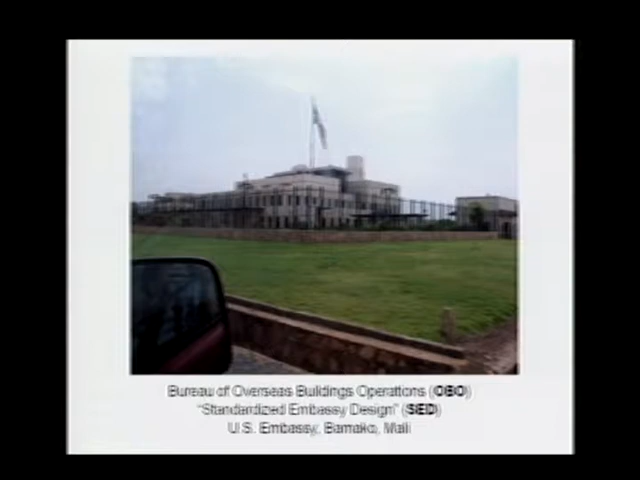 Bureau of Overseas Buildings Operations (OBO)
"Standardized Embassy Design" (SED)
U.S. Embassy, Bamako, Mali